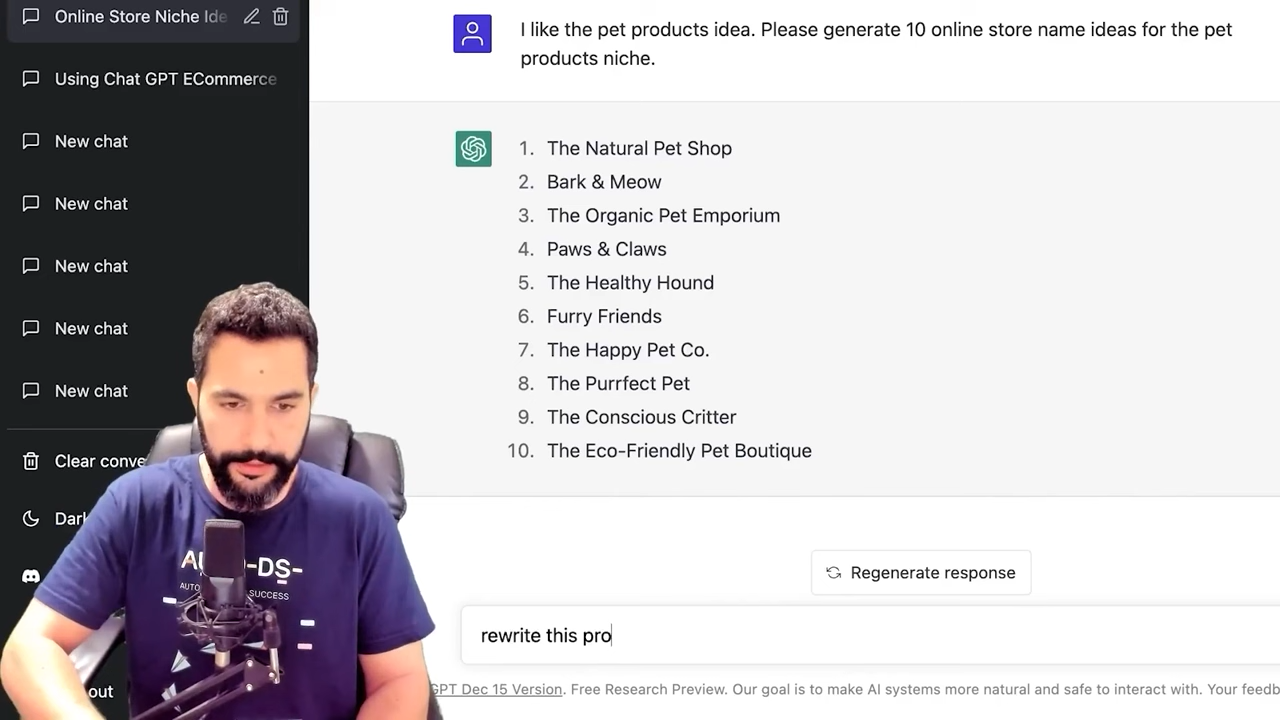 Online Store Niche Ide
Using Chat GPT ECommerce
New chat
New chat
New chat
New chat
New chat
Clear conve
Dark
out
I like the pet products idea. Please generate 10 online store name ideas for the pet
products niche.
1. The Natural Pet Shop
2. Bark & Meow
3. The Organic Pet Emporium
4. Paws & Claws
5. The Healthy Hound
6. Furry Friends
7. The Happy Pet Co.
8. The Purrfect Pet
9. The Conscious Critter
10. The Eco-Friendly Pet Boutique
Regenerate response
rewrite this pro
GPT Dec 15 Version. Free Research Preview. Our goal is to make AI systems more natural and safe to interact with. Your feedb
-DS-
AUTO
SUCCESS